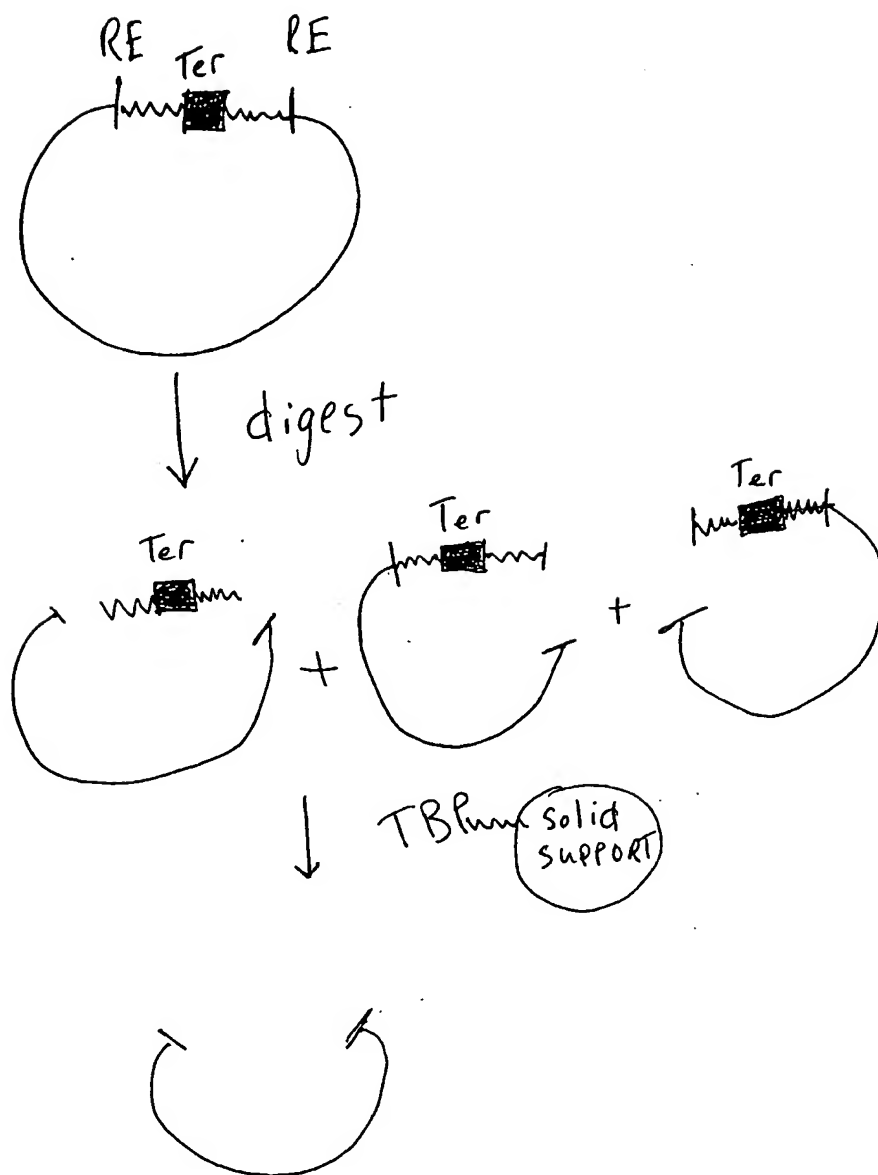 RE Ter RE
digest
Ter Ter Ter
+ +
TBP solid
SUPPORT